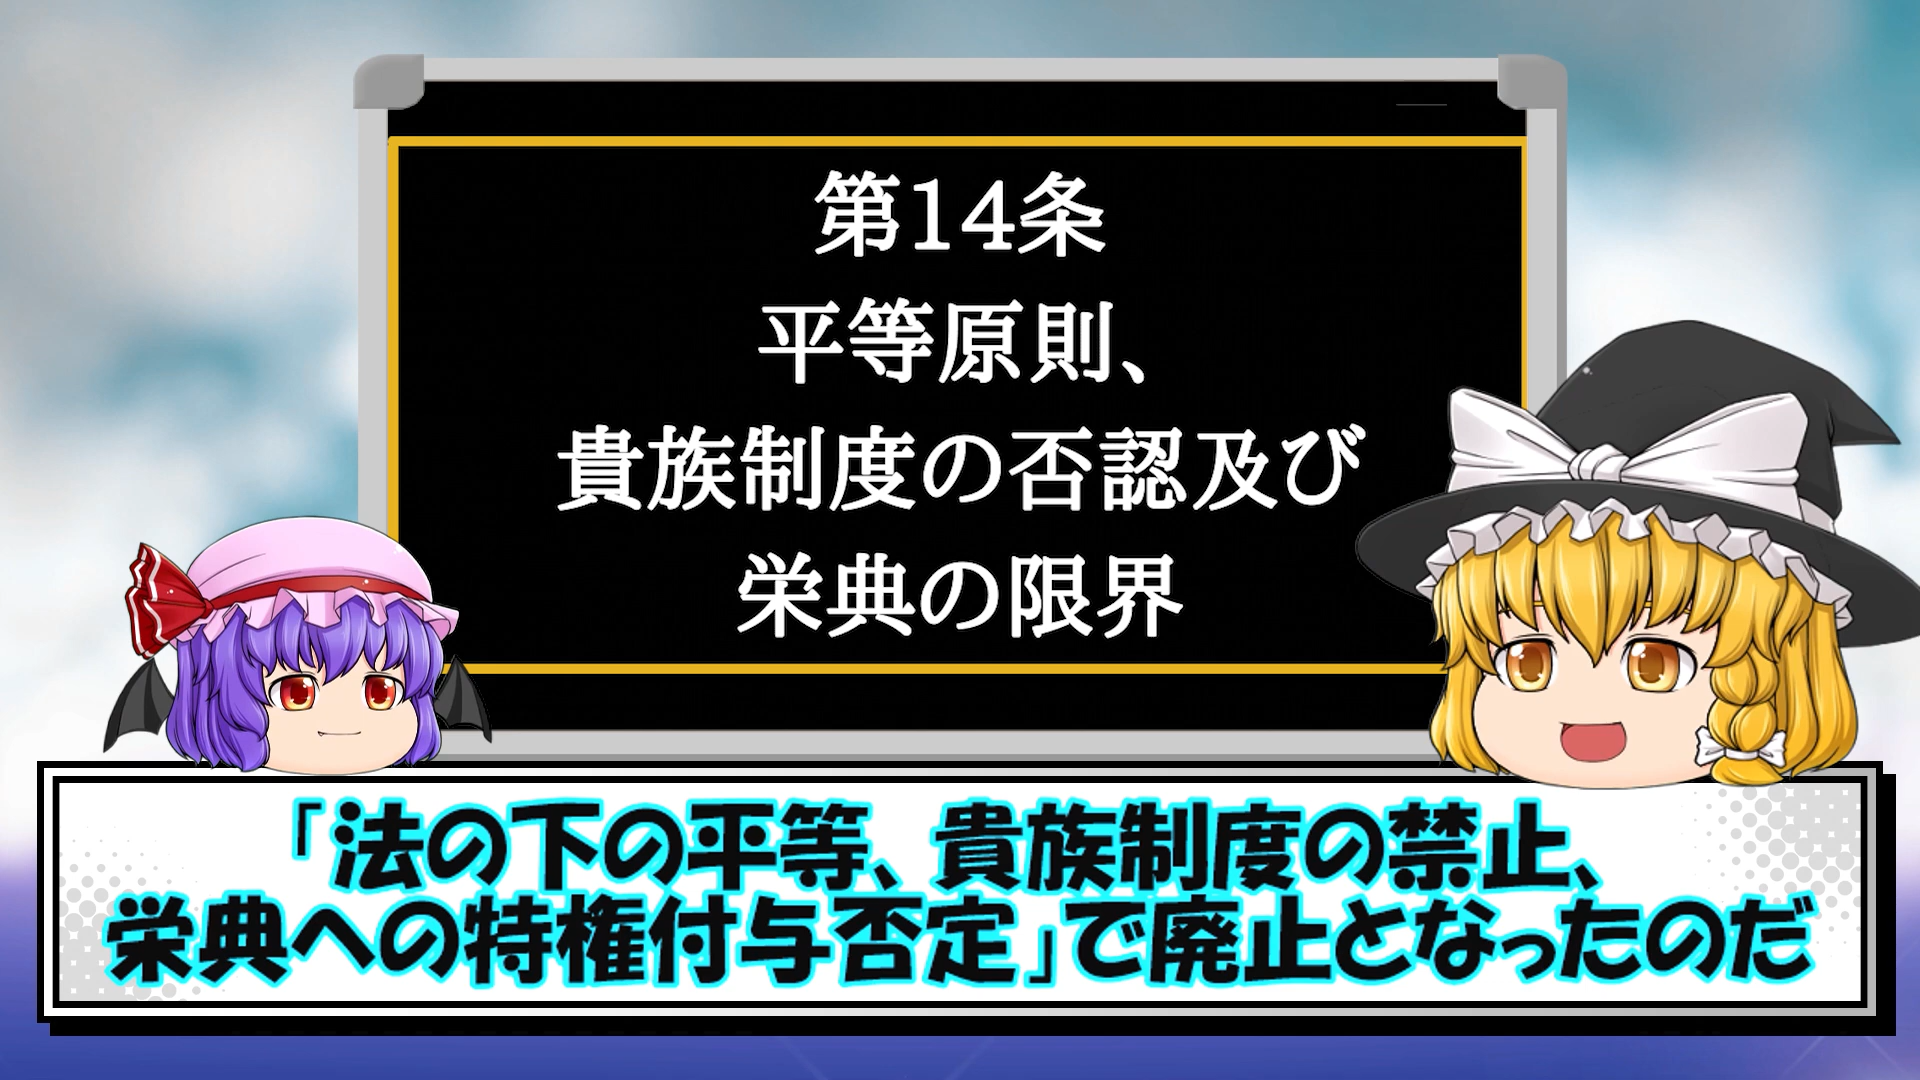 第14条
平等原則、
貴族制度の否認及び
栄典の限界
「法の下の平等、貴族制度の禁止、
栄典への特権付与否定」で廃止となったのだ